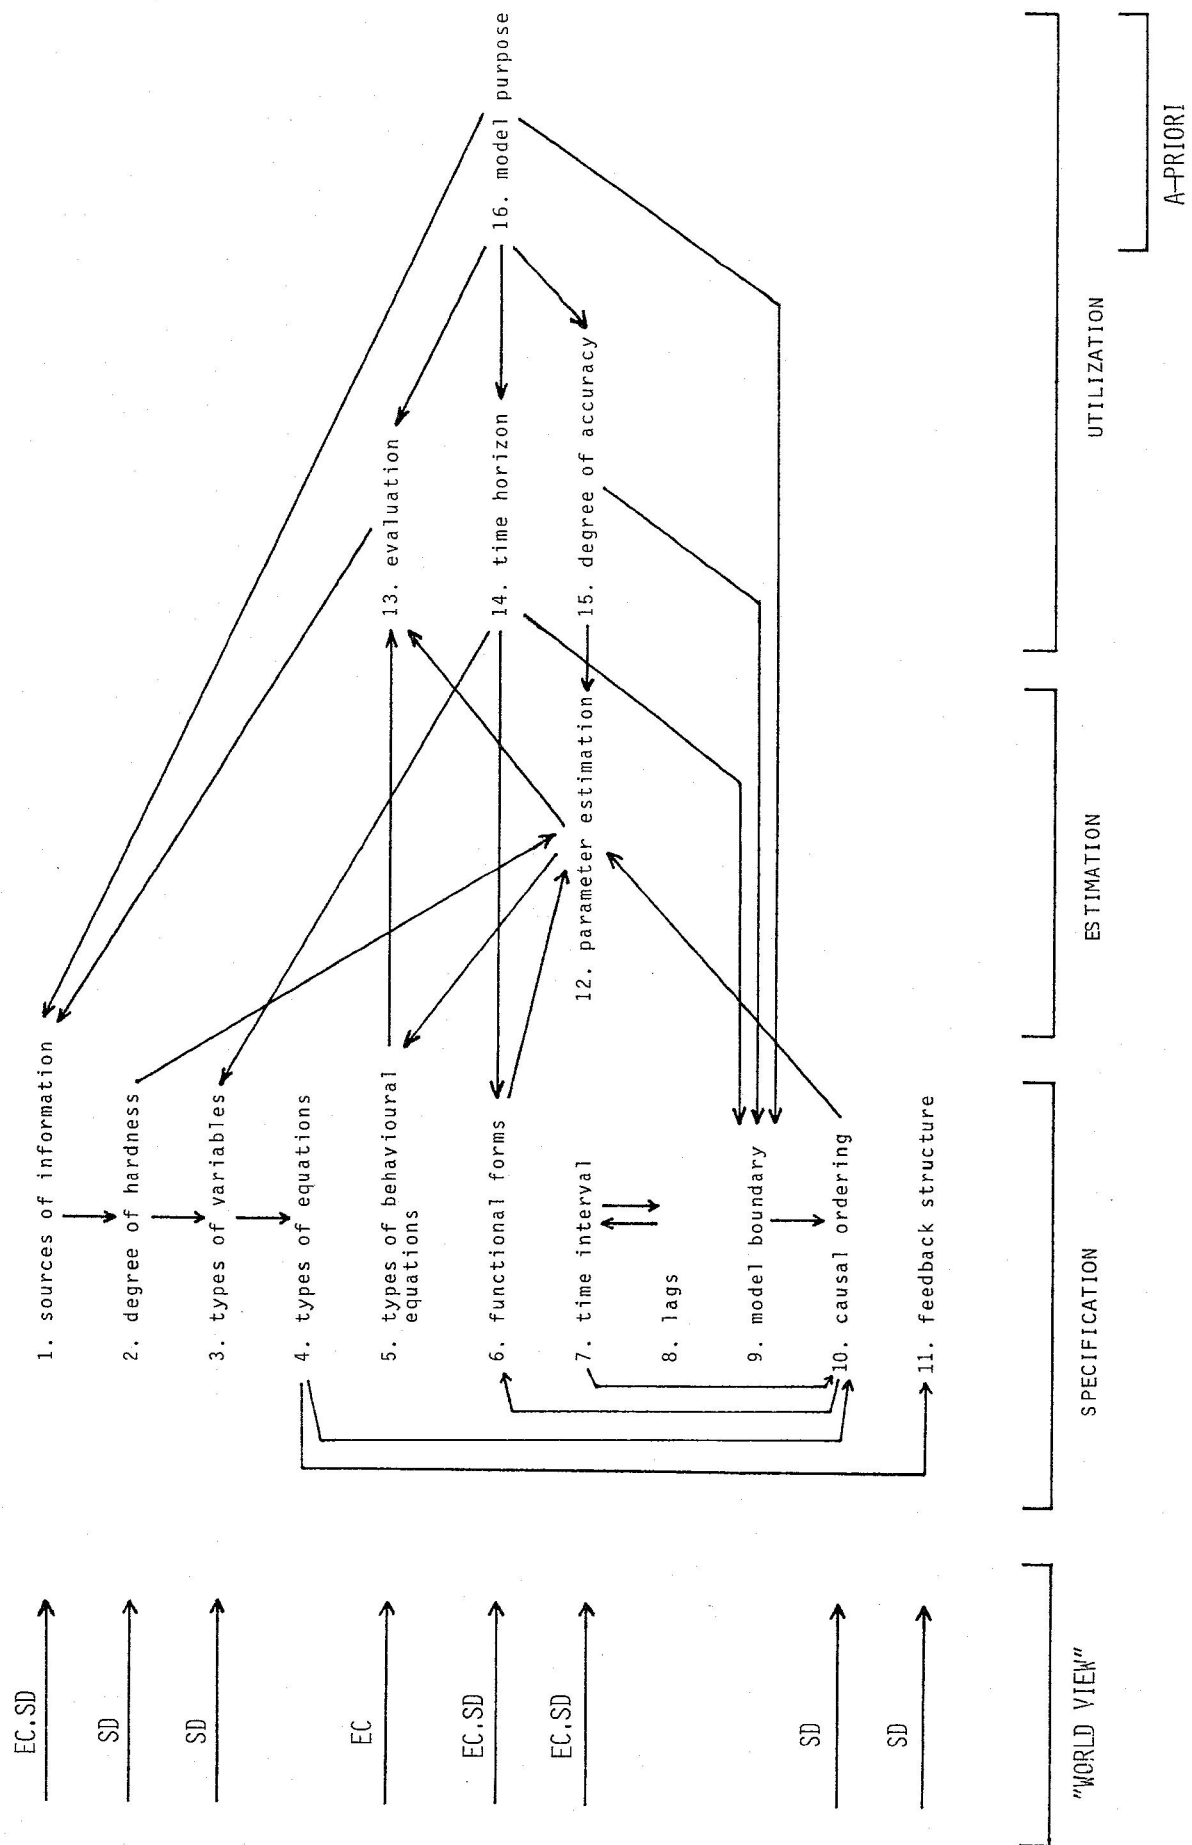 EC.SD
SD
SD
EC
EC.SD
EC.SD
SD
SD
"WORLD VIEW"
1. sources of information
2. degree of hardness
3. types of variables
4. types of equations
5. types of behavioural
equations
6. functional forms
7. time interval
8. lags
9. model boundary
10. causal ordering
11. feedback structure
SPECIFICATION
12. parameter estimation
ESTIMATION
13. evaluation
14. time horizon
15. degree of accuracy
16. model purpose
UTILIZATION
A-PRIORI